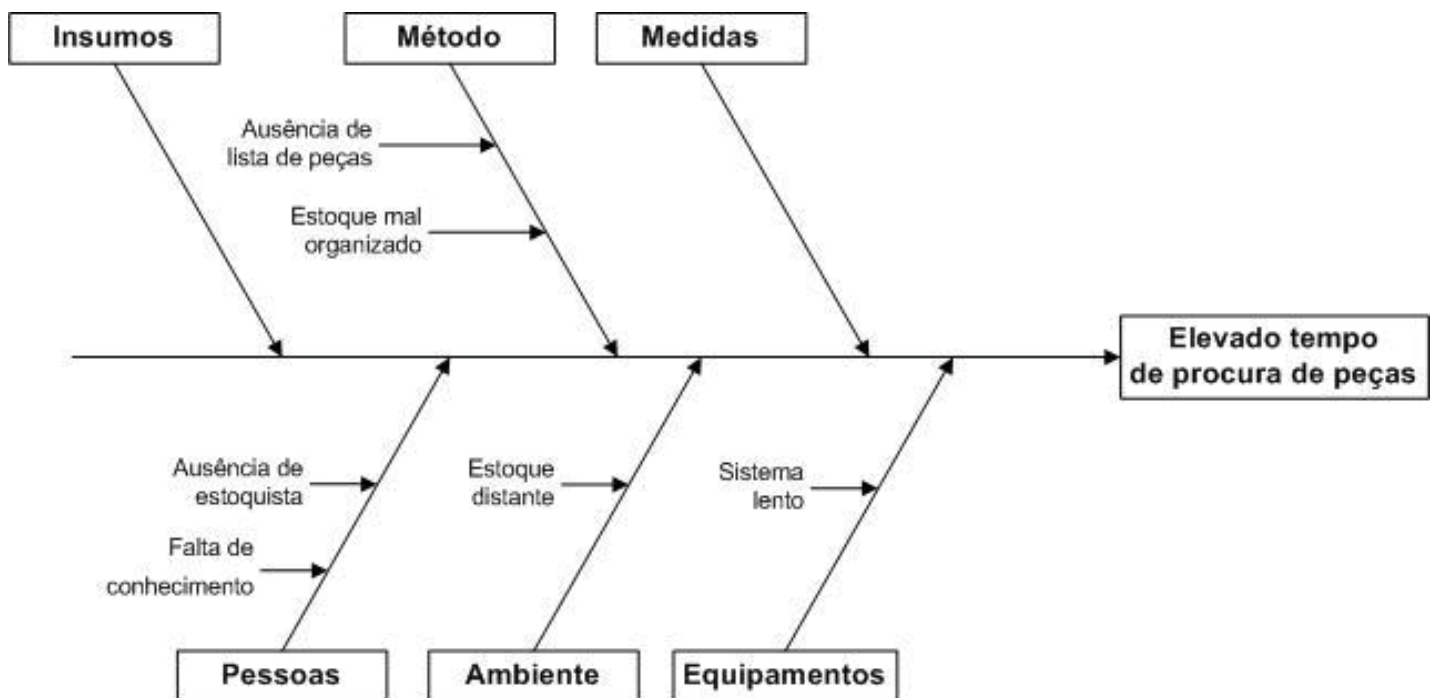 Insumos
Método
Medidas
Ausência de
lista de peças
Estoque mal
organizado
Elevado tempo
de procura de peças
Ausência de
estoquista
Falta de
conhecimento
Estoque
distante
Sistema
lento
Pessoas
Ambiente
Equipamentos